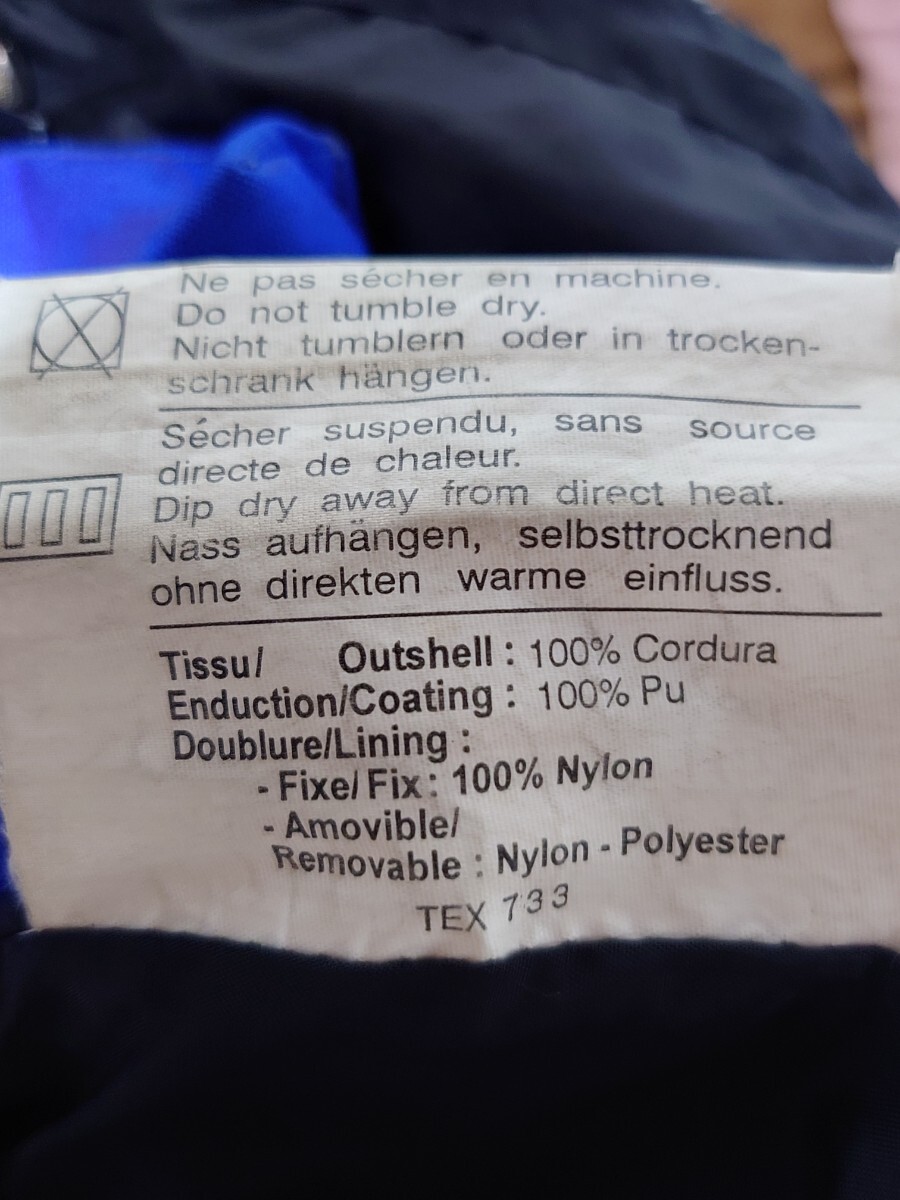 Ne pas sécher en machine.
Do not tumble dry.
Nicht tumblern oder in trocken-
schrank hängen.
Sécher suspendu, sans source
directe de chaleur.
Dip dry away from direct heat.
Nass aufhängen, selbsttrocknend
ohne direkten warme einfluss.
Tissu/ Outshell : 100% Cordura
Enduction/Coating : 100% Pu
Doublure/Lining :
- Fixe/ Fix : 100% Nylon
- Amovible/
Removable : Nylon - Polyester
TEX 733